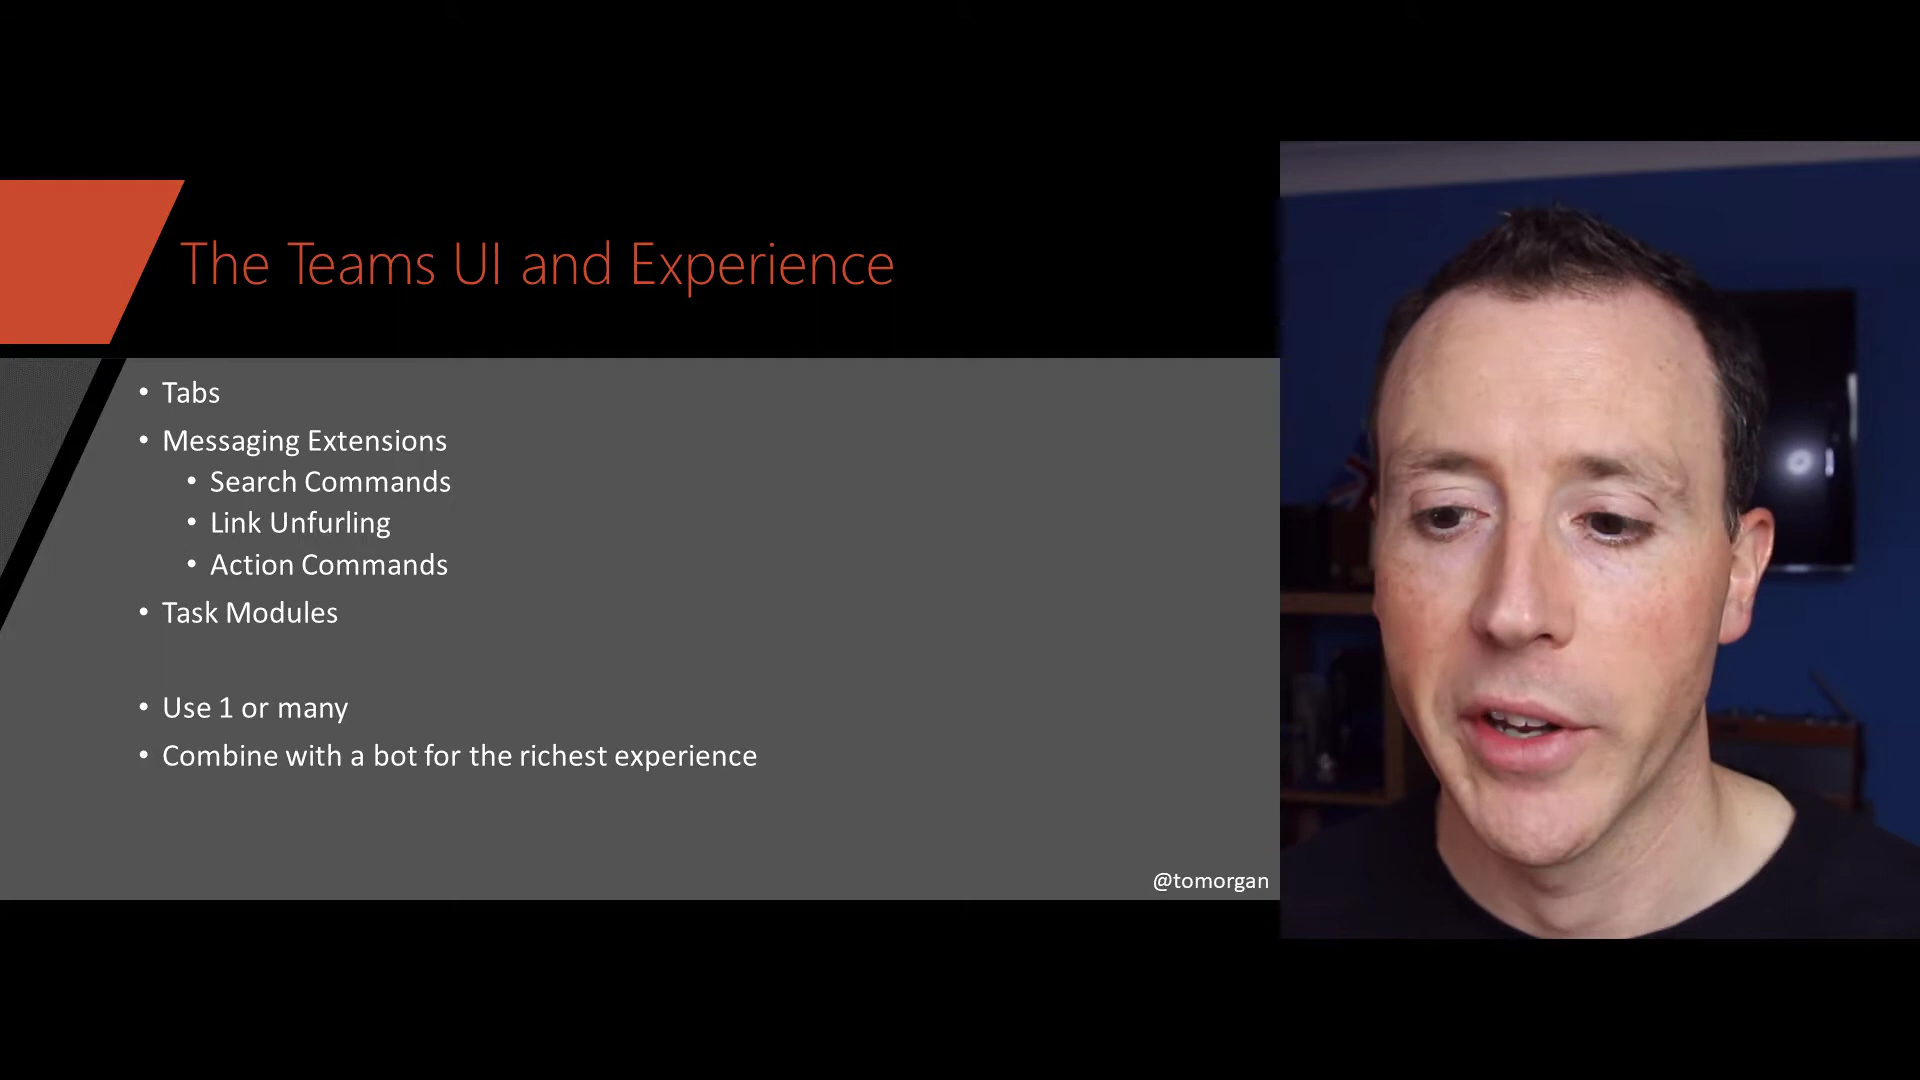 The Teams UI and Experience
• Tabs
• Messaging Extensions
• Search Commands
• Link Unfurling
• Action Commands
• Task Modules
• Use 1 or many
• Combine with a bot for the richest experience
@tomorgan